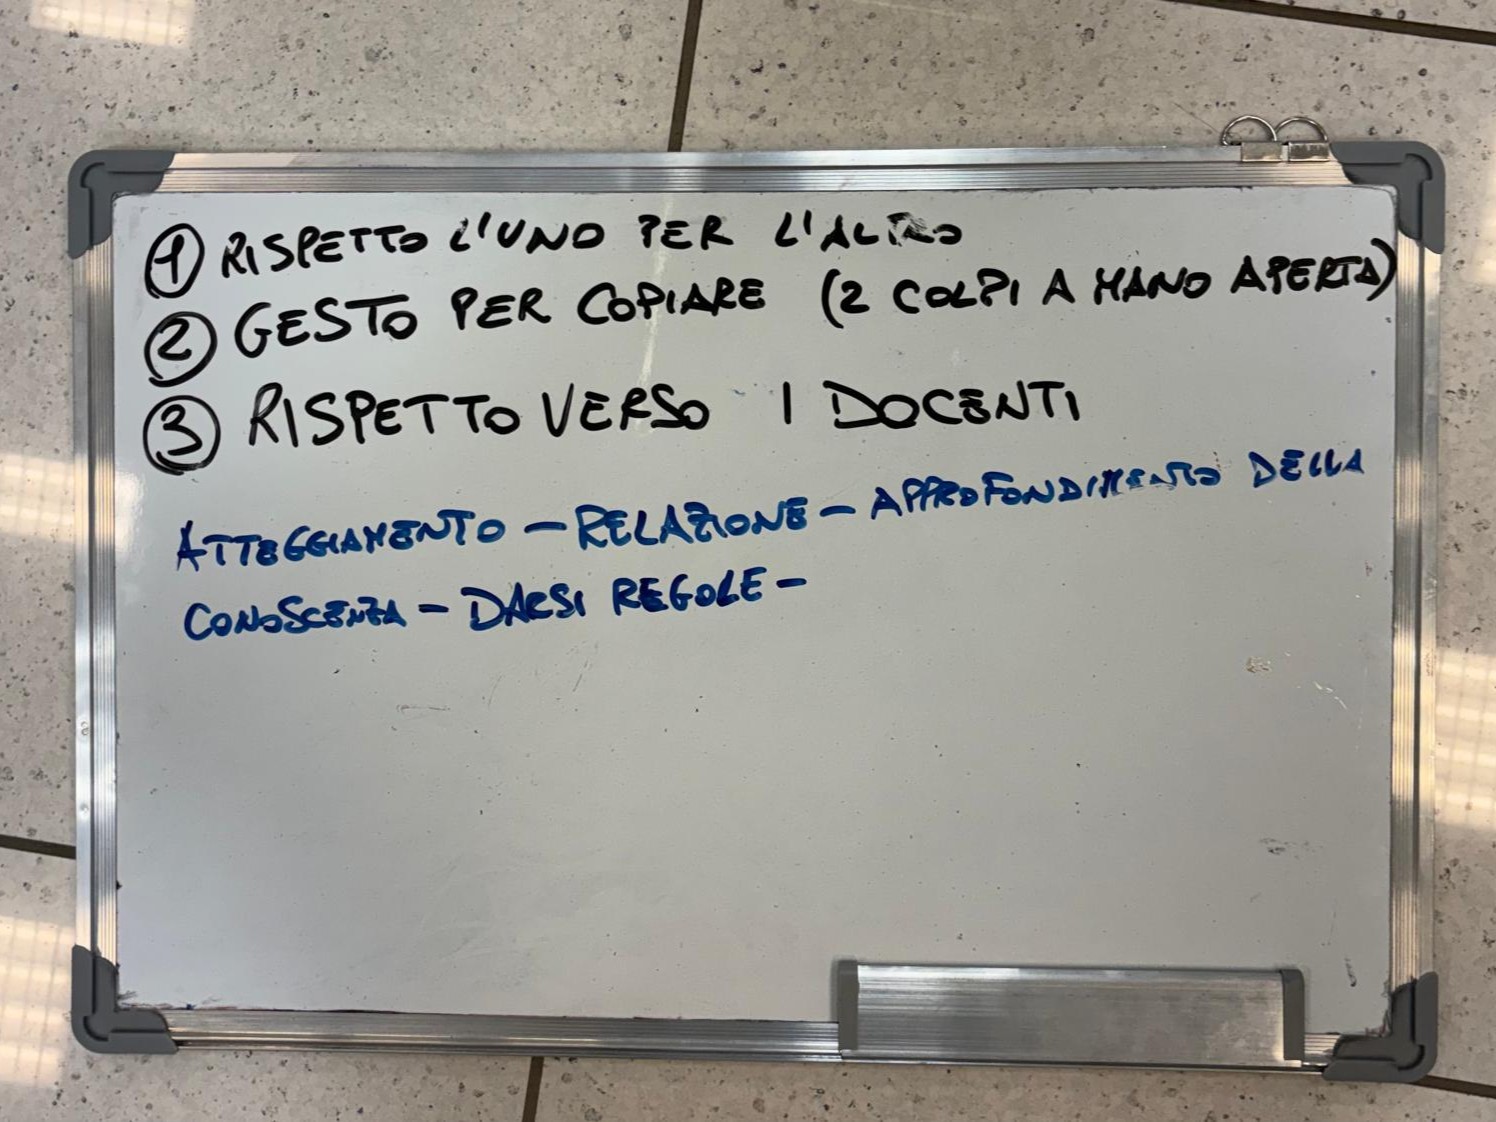 ① RISPETTO L'UNO PER L'ALTRO
② GESTO PER COPIARE (2 COLPI A MANO APERTA)
③ RISPETTO VERSO I DOCENTI
ATTEGGIAMENTO – RELAZIONE – APPROFONDIMENTO DELLA
CONOSCENZA – DARSI REGOLE –